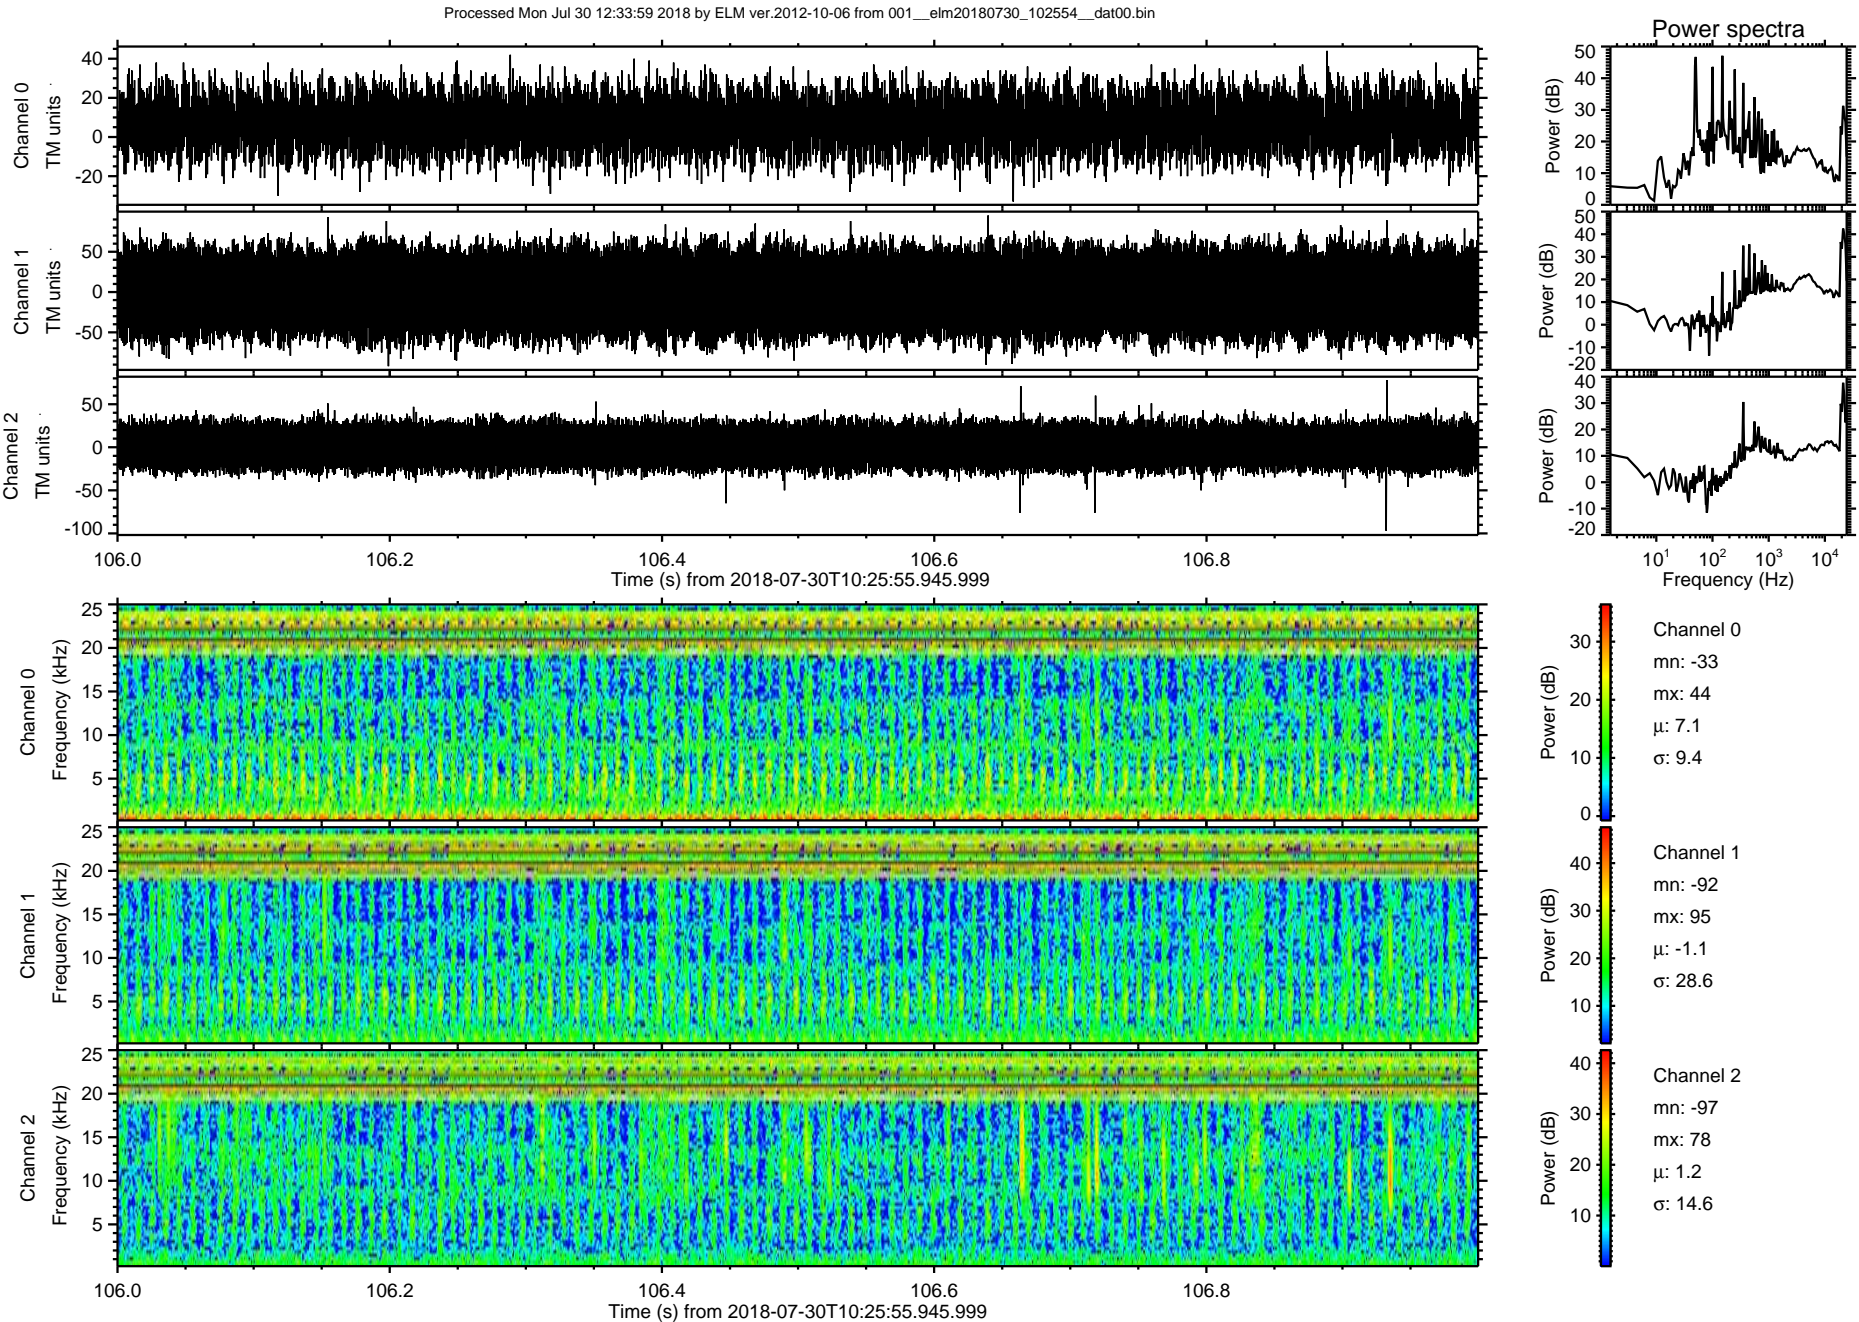 Processed Mon Jul 30 12:33:59 2018 by ELM ver.2012-10-06 from 001__elm20180730_102554__dat00.bin
Power spectra
Channel 0
TM units
40
20
0
-20
Power (dB)
50
40
30
20
10
0
Channel 1
TM units
50
0
-50
Power (dB)
50
40
30
20
10
0
-10
-20
Channel 2
TM units
50
0
-50
-100
Power (dB)
40
30
20
10
0
-10
-20
106.0 106.2 106.4 106.6 106.8
Time (s) from 2018-07-30T10:25:55.945.999
10^1 10^2 10^3 10^4
Frequency (Hz)
Channel 0
Frequency (kHz)
25
20
15
10
5
Power (dB)
30
20
10
0
Channel 0
mn: -33
mx: 44
μ: 7.1
σ: 9.4
Channel 1
Frequency (kHz)
25
20
15
10
5
Power (dB)
40
30
20
10
Channel 1
mn: -92
mx: 95
μ: -1.1
σ: 28.6
Channel 2
Frequency (kHz)
25
20
15
10
5
Power (dB)
40
30
20
10
Channel 2
mn: -97
mx: 78
μ: 1.2
σ: 14.6
106.0 106.2 106.4 106.6 106.8
Time (s) from 2018-07-30T10:25:55.945.999